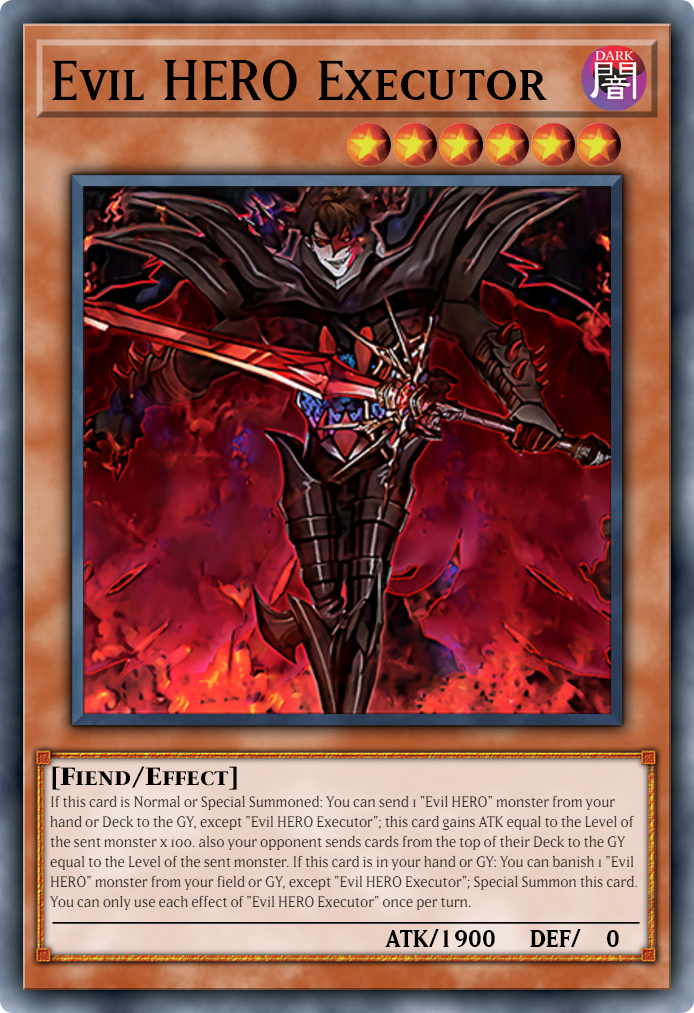 Evil HERO Executor
DARK
闇
[Fiend/Effect]
If this card is Normal or Special Summoned: You can send 1 "Evil HERO" monster from your
hand or Deck to the GY, except "Evil HERO Executor"; this card gains ATK equal to the Level of
the sent monster x 100. also your opponent sends cards from the top of their Deck to the GY
equal to the Level of the sent monster. If this card is in your hand or GY: You can banish 1 "Evil
HERO" monster from your field or GY, except "Evil HERO Executor"; Special Summon this card.
You can only use each effect of "Evil HERO Executor" once per turn.
ATK/1900 DEF/ 0